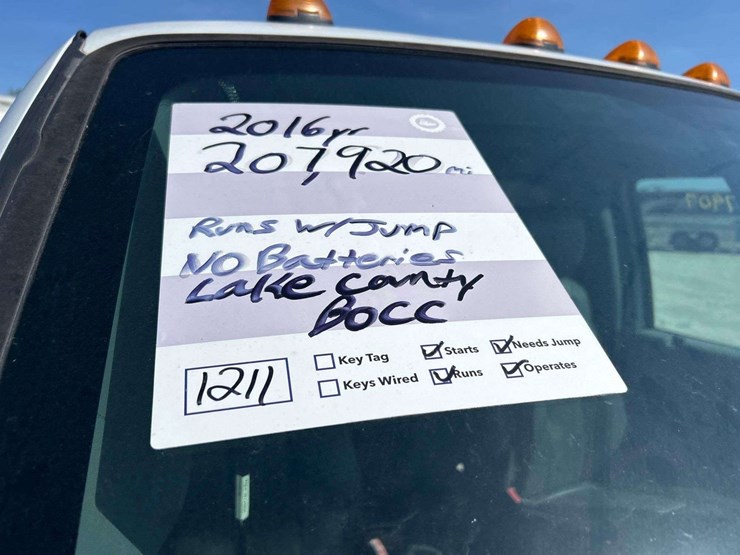 2016yr
207,920 mi
Runs w/ Jump
NO Batteries
Lake county
BOCC
1211
Key Tag
Starts
Needs Jump
Keys Wired
Runs
Operates